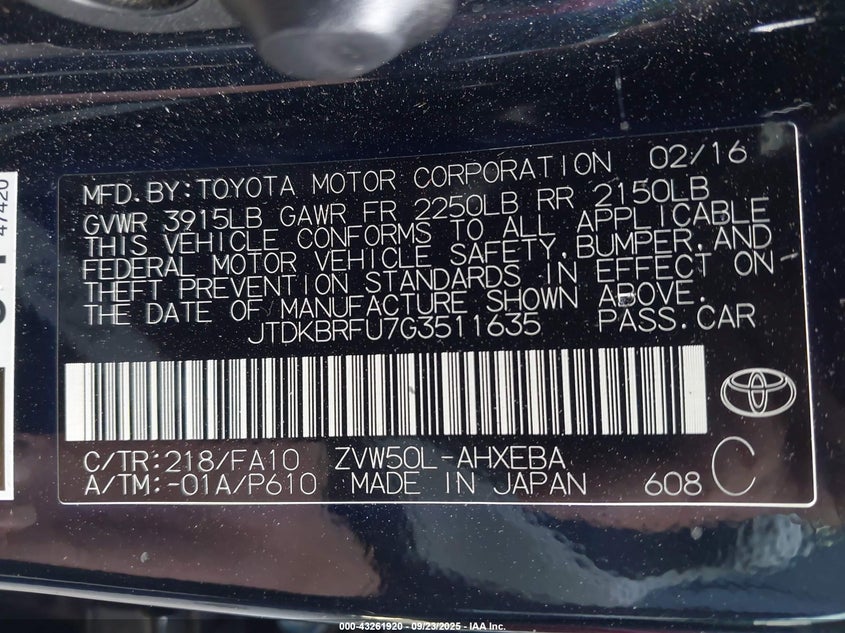 MFD.BY:TOYOTA MOTOR CORPORATION 02/16
GVWR 3915LB GAWR FR 2250LB RR 2150LB
THIS VEHICLE CONFORMS TO ALL APPLICABLE
FEDERAL MOTOR VEHICLE SAFETY,BUMPER,AND
THEFT PREVENTION STANDARDS IN EFFECT ON
THE DATE OF MANUFACTURE SHOWN ABOVE.
JTDKBRFU7G3511635 PASS.CAR
C/TR:218/FA10 ZVW50L-AHXEBA
A/TM:-01A/P610 MADE IN JAPAN 608 C
47420
000-43261920 - 09/23/2025 - IAA Inc.